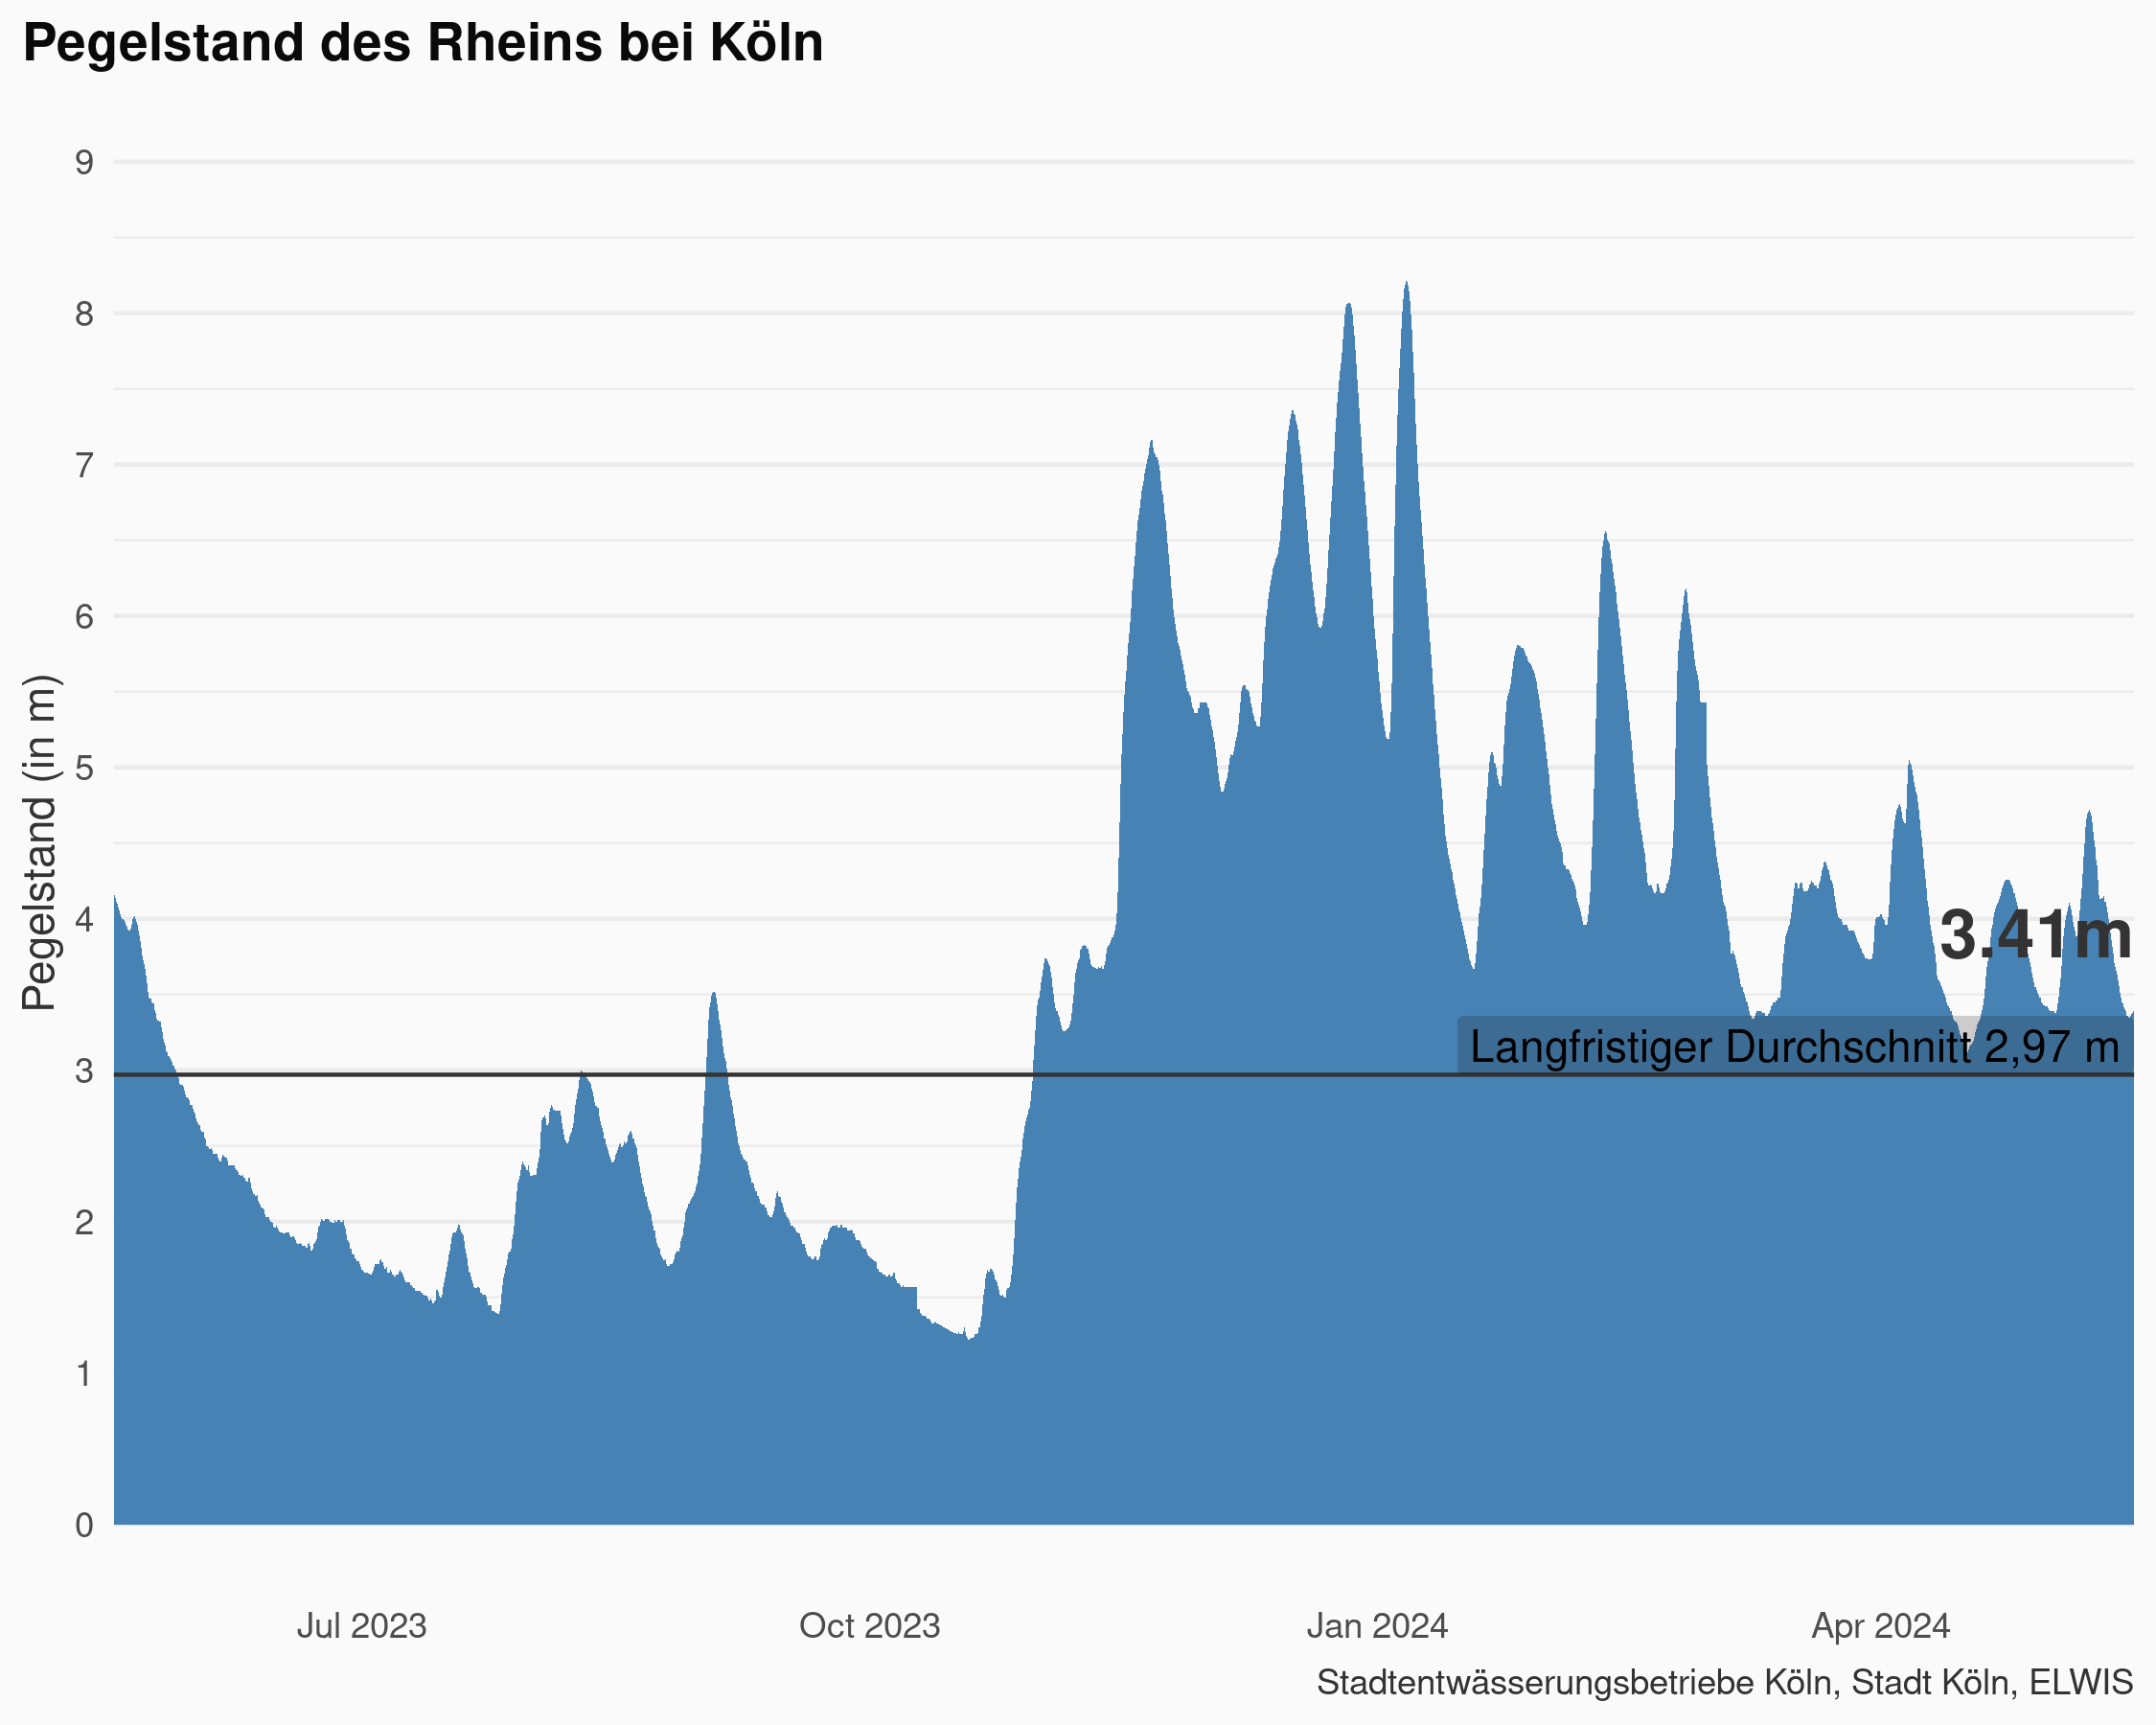 Pegelstand des Rheins bei Köln
Pegelstand (in m)
9
8
7
6
5
4
3
2
1
0
3.41m
Langfristiger Durchschnitt 2,97 m
Jul 2023
Oct 2023
Jan 2024
Apr 2024
Stadtentwässerungsbetriebe Köln, Stadt Köln, ELWIS